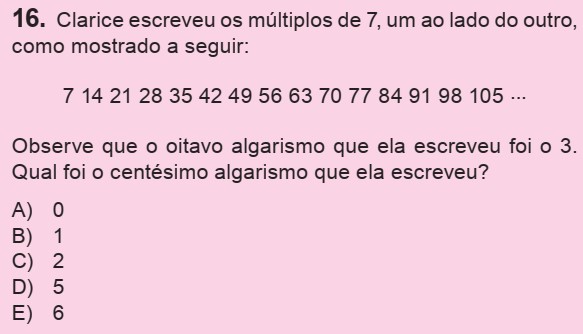 16. Clarice escreveu os múltiplos de 7, um ao lado do outro,
como mostrado a seguir:
7 14 21 28 35 42 49 56 63 70 77 84 91 98 105 ...
Observe que o oitavo algarismo que ela escreveu foi o 3.
Qual foi o centésimo algarismo que ela escreveu?
A) 0
B) 1
C) 2
D) 5
E) 6